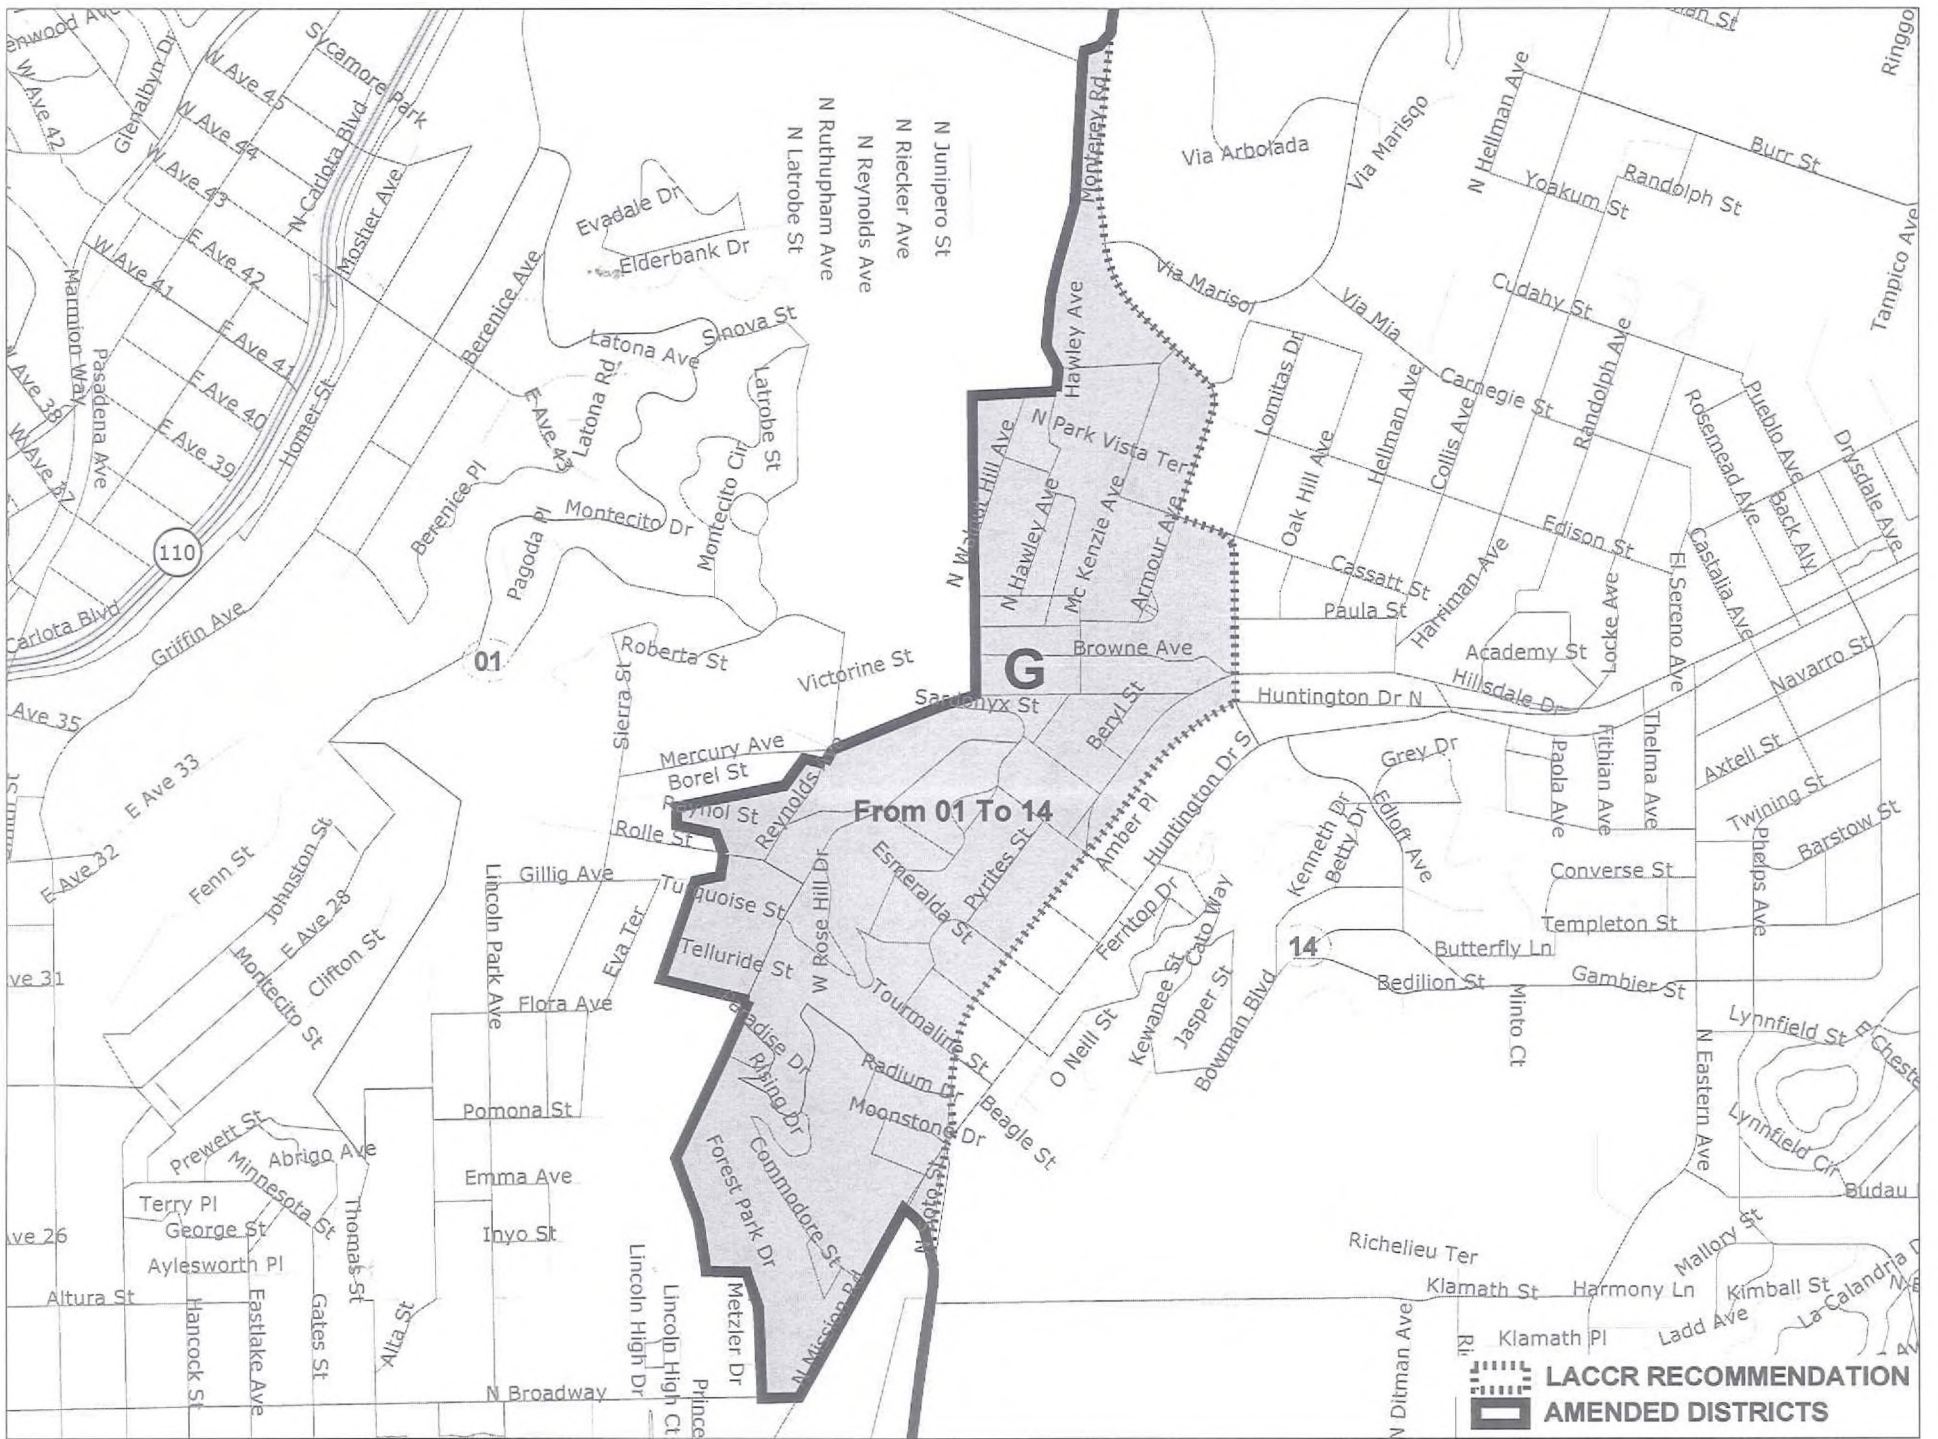 Sycamore Park
W Ave 45
W Ave 44
W Ave 43
W Ave 42
Glenalbyn Dr
N Carlota Blvd
Mosher Ave
E Ave 42
W Ave 41
E Ave 41
E Ave 40
E Ave 39
Marmion Way
Pasadena Ave
N Ave 38
W Ave 37
Homer St
110
Carlota Blvd
Griffin Ave
Berenice Ave
Berenice Pl
E Ave 43
Evadale Dr
Elderbank Dr
N Latrobe St
N Ruthupham Ave
N Reynolds Ave
N Riecker Ave
N Junipero St
Latona Ave
Sinova St
Latona Rd
Latrobe St
Montecito Cir
Montecito Dr
Pagoda Pl
01
Monterey Rd
Hawley Ave
N Park Vista Ter
N Walnut Hill Ave
N Hawley Ave
Mc Kenzie Ave
Armour Ave
Browne Ave
G
Sardonyx St
Beryl St
From 01 To 14
Via Arbolada
Via Marisqo
Via Marisol
Via Mia
N Hellman Ave
Yoakum St
Randolph St
Burr St
Ringgo
Tampico Ave
Cudahy St
Lomitas Dr
Hellman Ave
Carnegie St
Collis Ave
Randolph Ave
Oak Hill Ave
Rosemead Ave
Pueblo Ave
Back Aly
Drysdale Ave
Edison St
Cassatt St
Paula St
Harriman Ave
Castalia Ave
El Sereno Ave
Locke Ave
Academy St
Hillsdale Dr
Huntington Dr N
Navarro St
Axtell St
Twining St
Barstow St
Thelma Ave
Fithian Ave
Paola Ave
Grey Dr
Huntington Dr S
Amber Pl
Kenneth Dr
Betty Dr
Edloft Ave
Converse St
Templeton St
Phelps Ave
Butterfly Ln
Bedilion St
Gambier St
14
Minto Ct
Ferntop Dr
Cato Way
Kewanee St
Jasper St
Bowman Blvd
O Neill St
Beagle St
Roberta St
Victorine St
Sierra St
Mercury Ave
Borel St
Reynol St
Reynolds Ave
Rolle St
Gillig Ave
Turquoise St
Telluride St
Eva Ter
W Rose Hill Dr
Esmeralda St
Pyrites St
Tourmaline St
Radium Dr
Moonstone Dr
Paradise Dr
Rising Dr
Commodore St
Forest Park Dr
N Soto St
N Mission Rd
Metzler Dr
Ave 35
E Ave 33
E Ave 32
Fenn St
Johnston St
E Ave 28
Clifton St
Montecito St
Lincoln Park Ave
Flora Ave
Pomona St
Emma Ave
Inyo St
Prewett St
Abrigo Ave
Minnesota St
Terry Pl
George St
Aylesworth Pl
Altura St
Thomas St
Hancock St
Eastlake Ave
Gates St
Alta St
N Broadway
Lincoln High Dr
Lincoln High Ct
Prince
N Eastern Ave
Lynnfield St
Lynnfield Cir
Budau
Mallory St
Richelieu Ter
Klamath St
Harmony Ln
Kimball St
La Calandria D
Ladd Ave
Klamath Pl
N Ditman Ave
LACCR RECOMMENDATION
AMENDED DISTRICTS